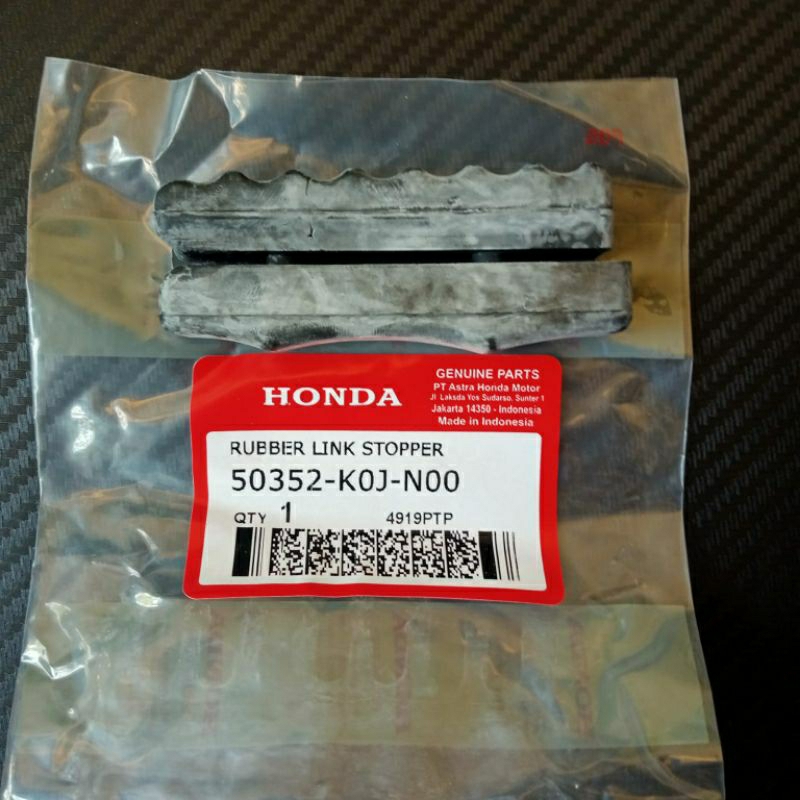 HONDA
GENUINE PARTS
PT Astra Honda Motor
Jl Laksda Yos Sudarso. Sunter 1
Jakarta 14350 - Indonesia
Made in Indonesia
RUBBER LINK STOPPER
50352-K0J-N00
QTY 1 4919PTP